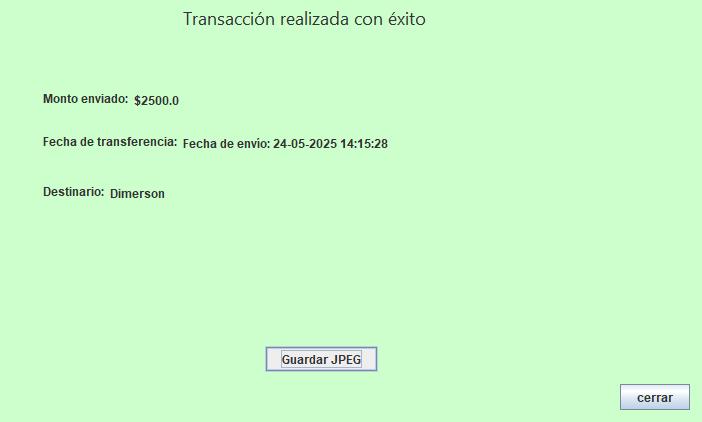 Transacción realizada con éxito
Monto enviado: $2500.0
Fecha de transferencia: Fecha de envio: 24-05-2025 14:15:28
Destinario: Dimerson
Guardar JPEG
cerrar